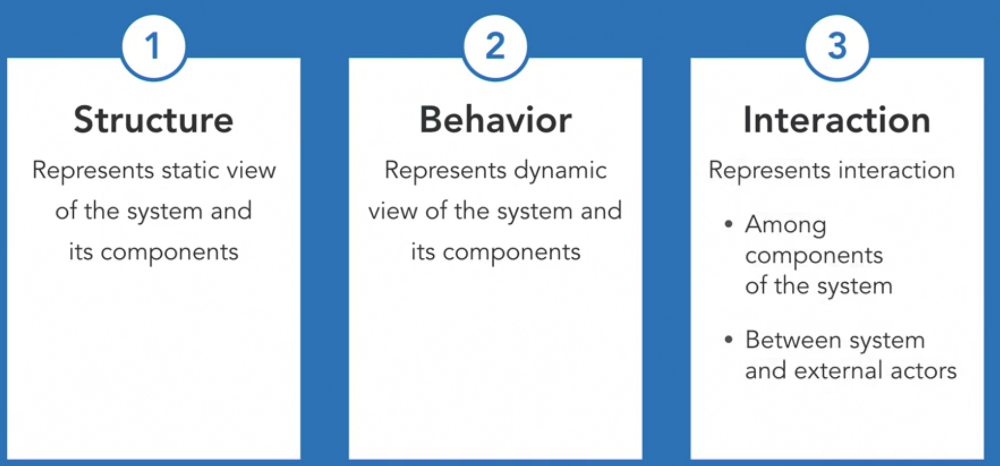 1
Structure
Represents static view
of the system and
its components
2
Behavior
Represents dynamic
view of the system and
its components
3
Interaction
Represents interaction
• Among
components
of the system
• Between system
and external actors